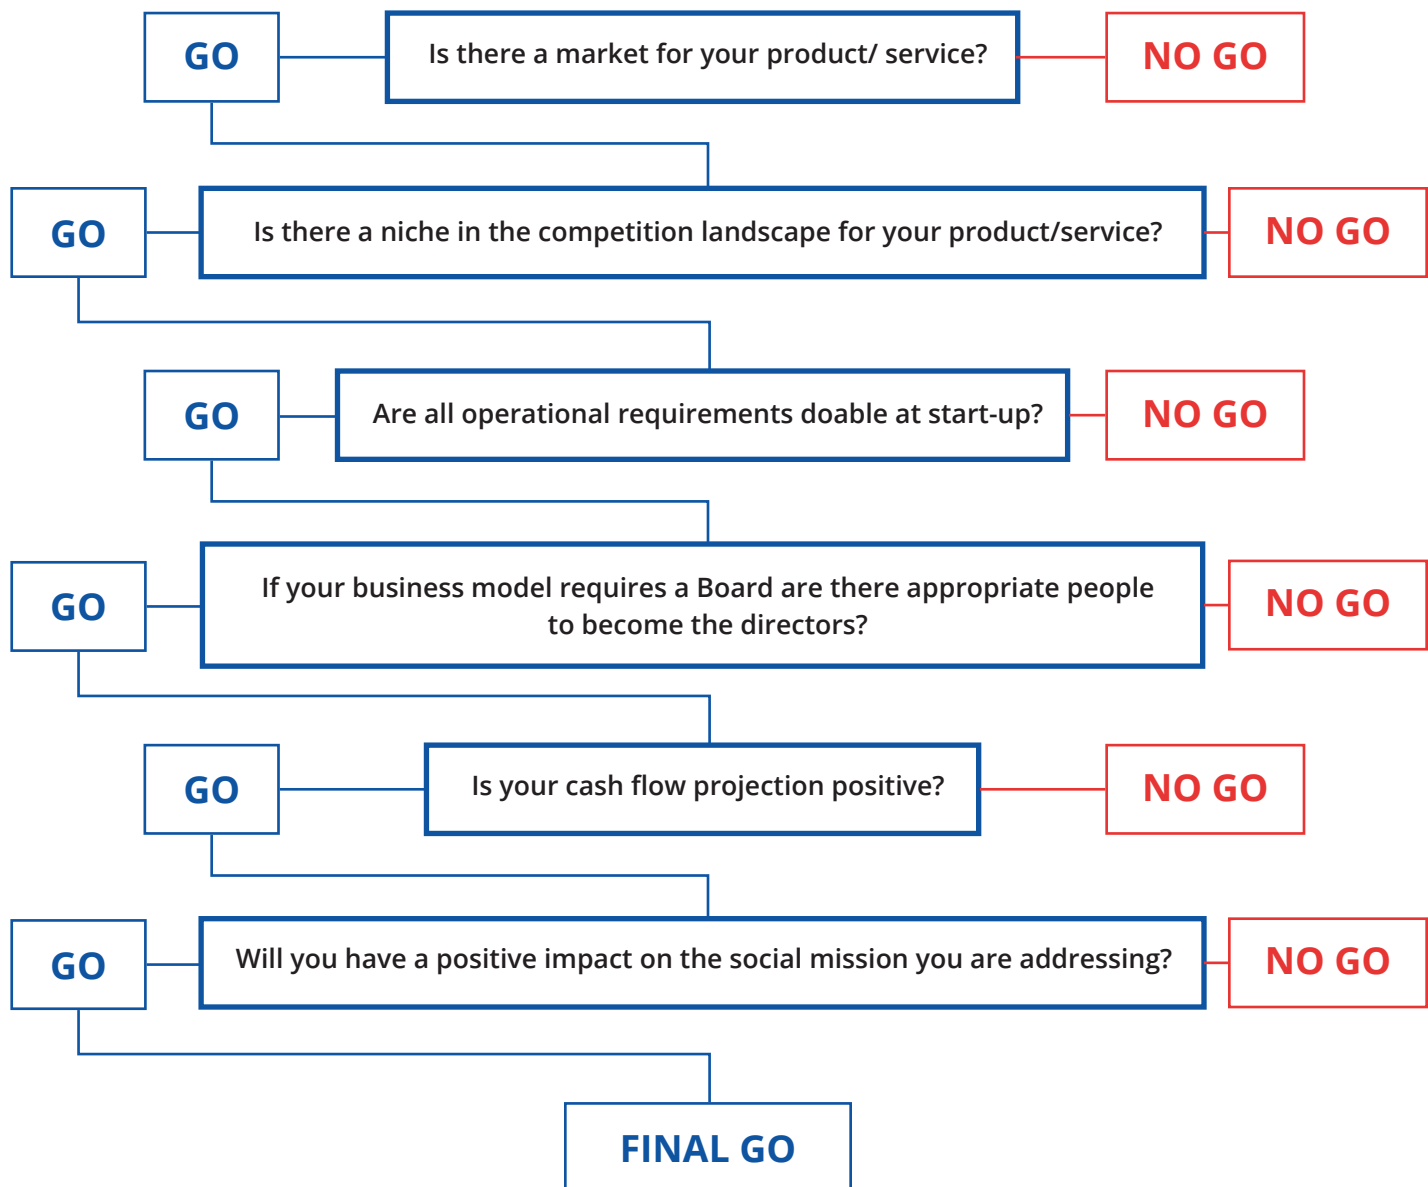 GO
Is there a market for your product/ service?
NO GO
GO
Is there a niche in the competition landscape for your product/service?
NO GO
GO
Are all operational requirements doable at start-up?
NO GO
GO
If your business model requires a Board are there appropriate people
to become the directors?
NO GO
GO
Is your cash flow projection positive?
NO GO
GO
Will you have a positive impact on the social mission you are addressing?
NO GO
FINAL GO